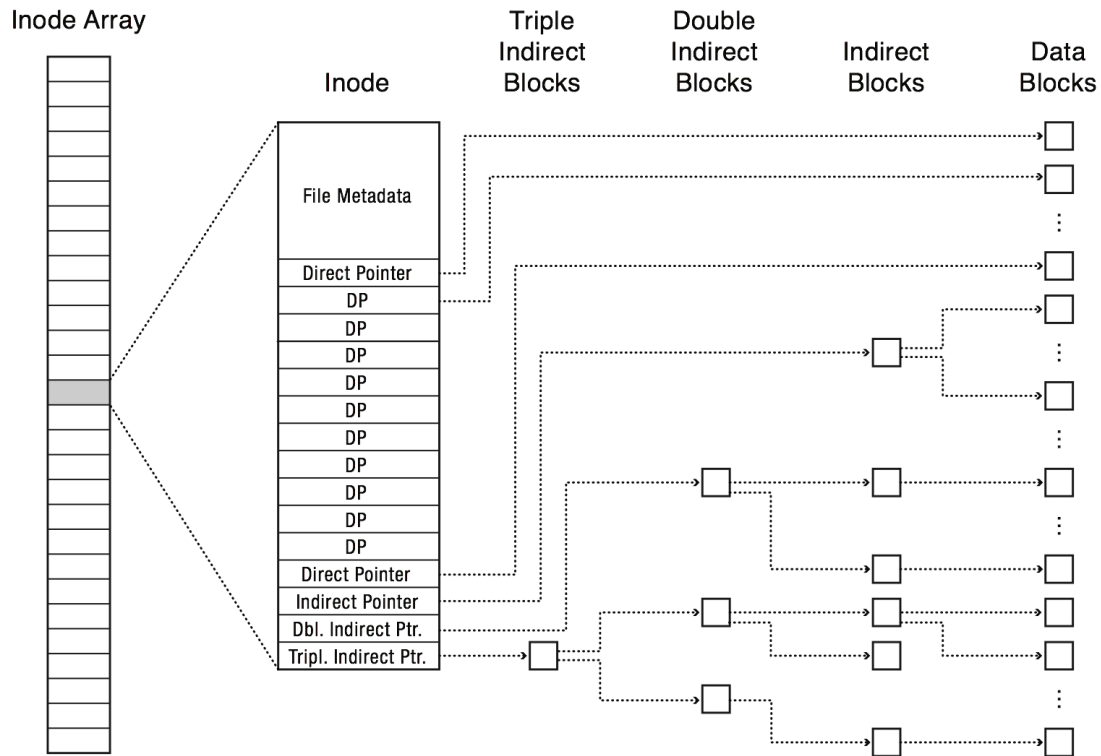 Inode Array
Triple
Indirect
Blocks
Double
Indirect
Blocks
Indirect
Blocks
Data
Blocks
Inode
File Metadata
Direct Pointer
DP
DP
DP
DP
DP
DP
DP
DP
DP
DP
Direct Pointer
Indirect Pointer
Dbl. Indirect Ptr.
Tripl. Indirect Ptr.